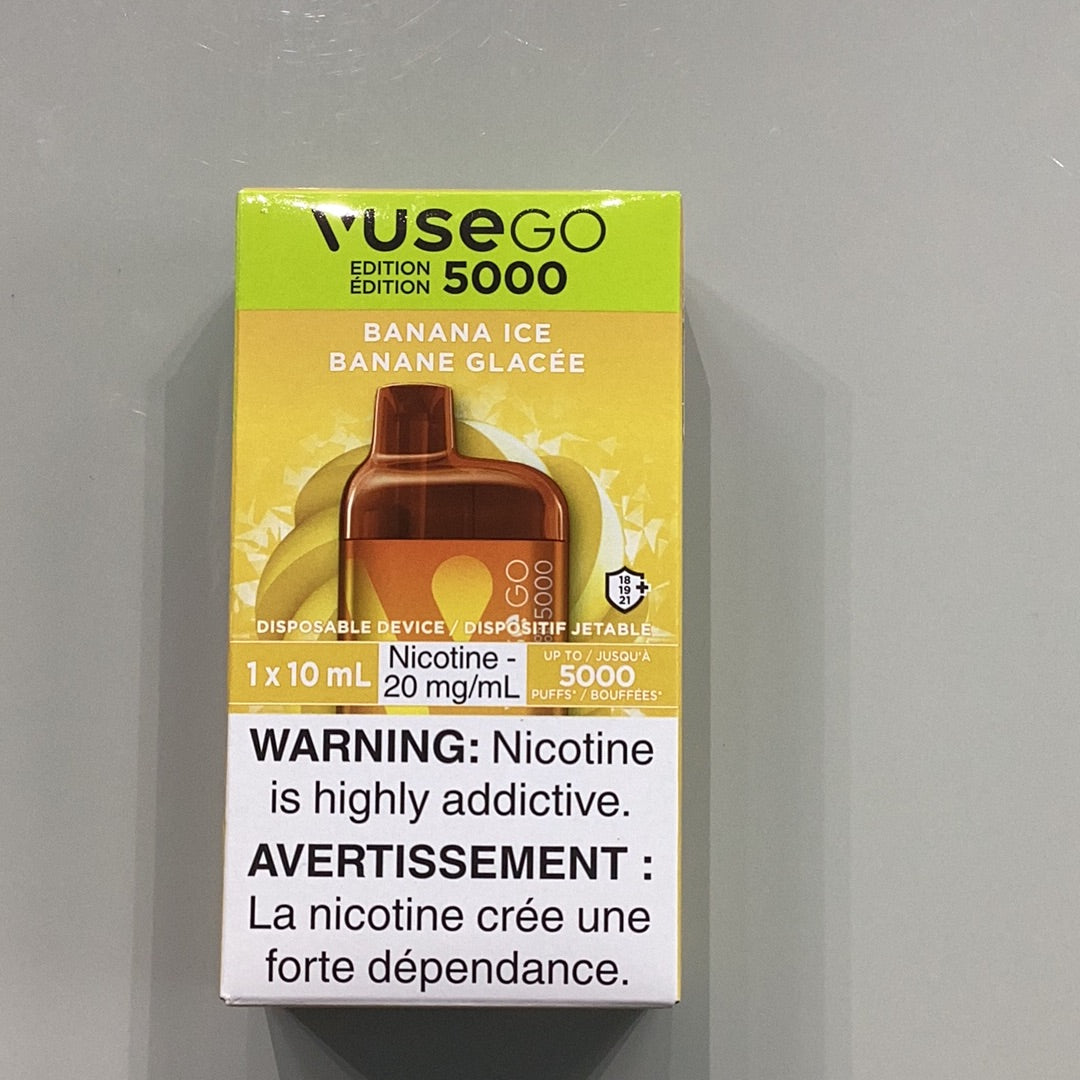 vuse GO
EDITION
ÉDITION
5000
BANANA ICE
BANANE GLACÉE
GO
5000
18
19
21
+
DISPOSABLE DEVICE / DISPOSITIF JETABLE
1 x 10 mL
Nicotine -
20 mg/mL
UP TO / JUSQU'À
5000
PUFFS* / BOUFFÉES*
WARNING: Nicotine
is highly addictive.
AVERTISSEMENT :
La nicotine crée une
forte dépendance.